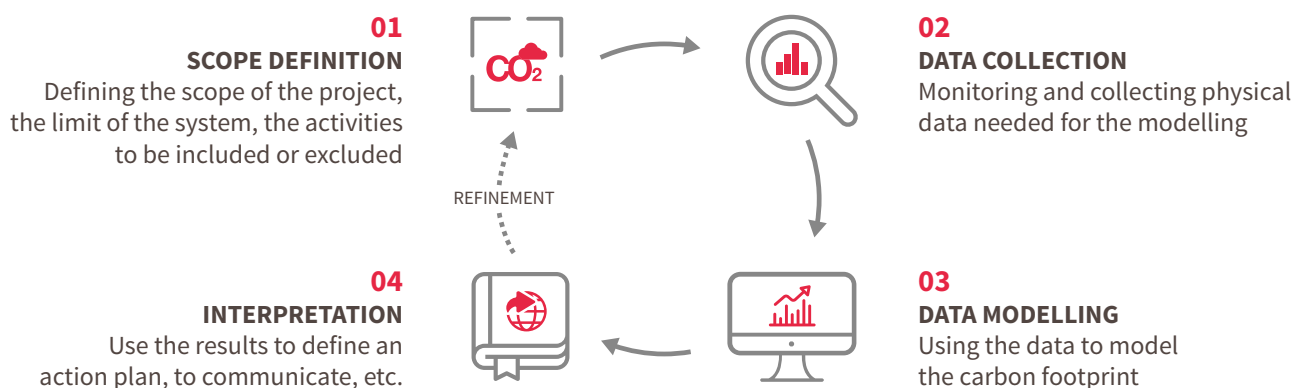 01
SCOPE DEFINITION
Defining the scope of the project,
the limit of the system, the activities
to be included or excluded
CO2
02
DATA COLLECTION
Monitoring and collecting physical
data needed for the modelling
REFINEMENT
04
INTERPRETATION
Use the results to define an
action plan, to communicate, etc.
03
DATA MODELLING
Using the data to model
the carbon footprint